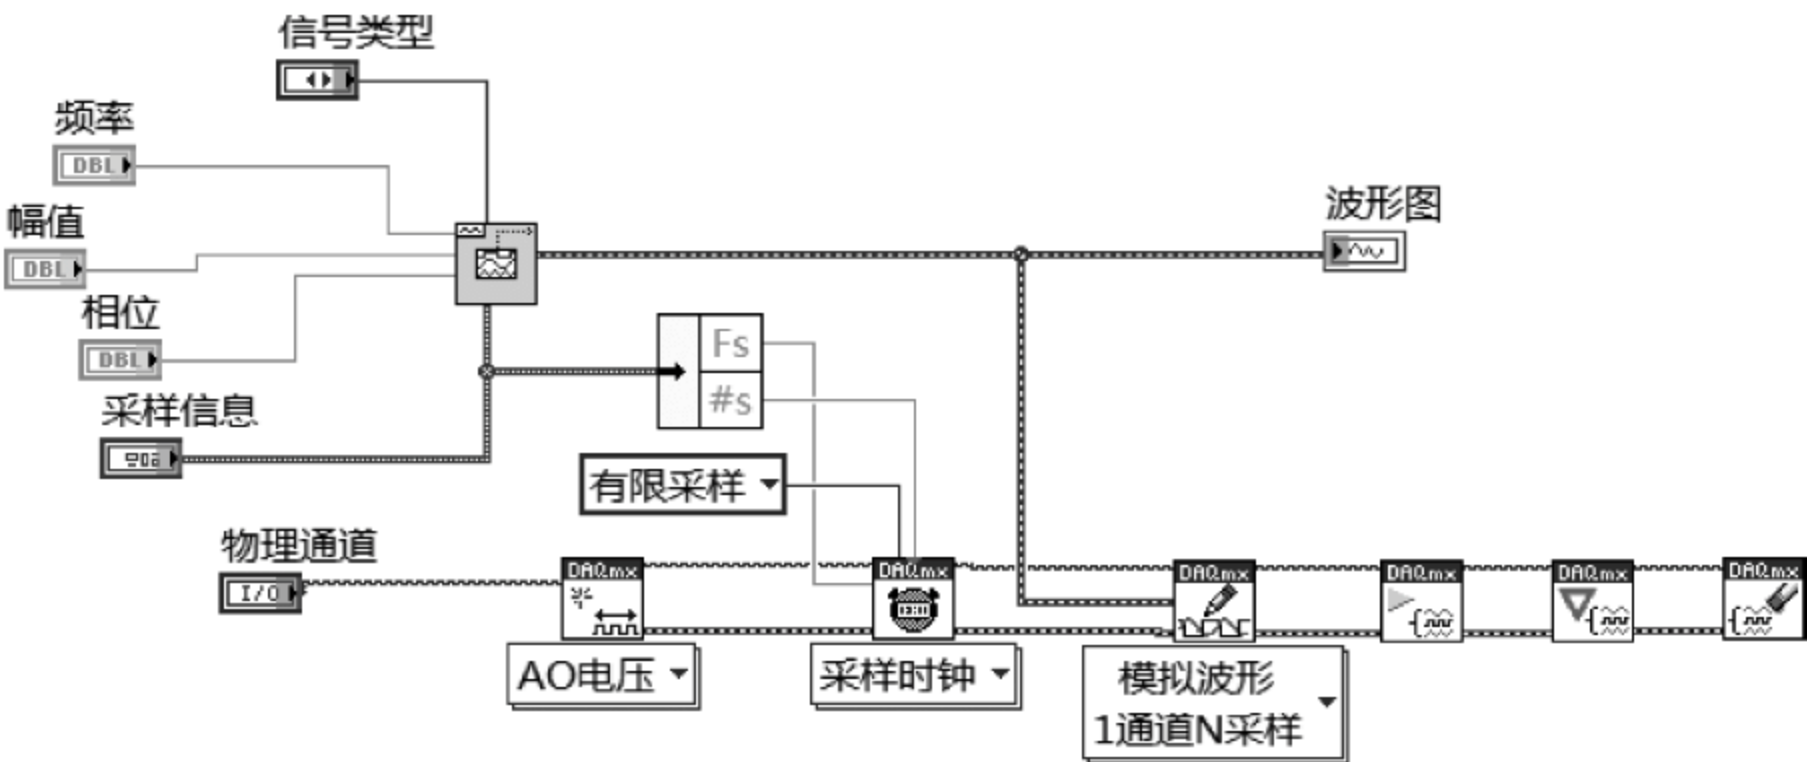 信号类型
频率
DBL
幅值
DBL
相位
DBL
采样信息
波形图
Fs
#s
有限采样
物理通道
I/O
DAQmx
DAQmx
DAQmx
DAQmx
DAQmx
DAQmx
AO电压
采样时钟
模拟波形
1通道N采样